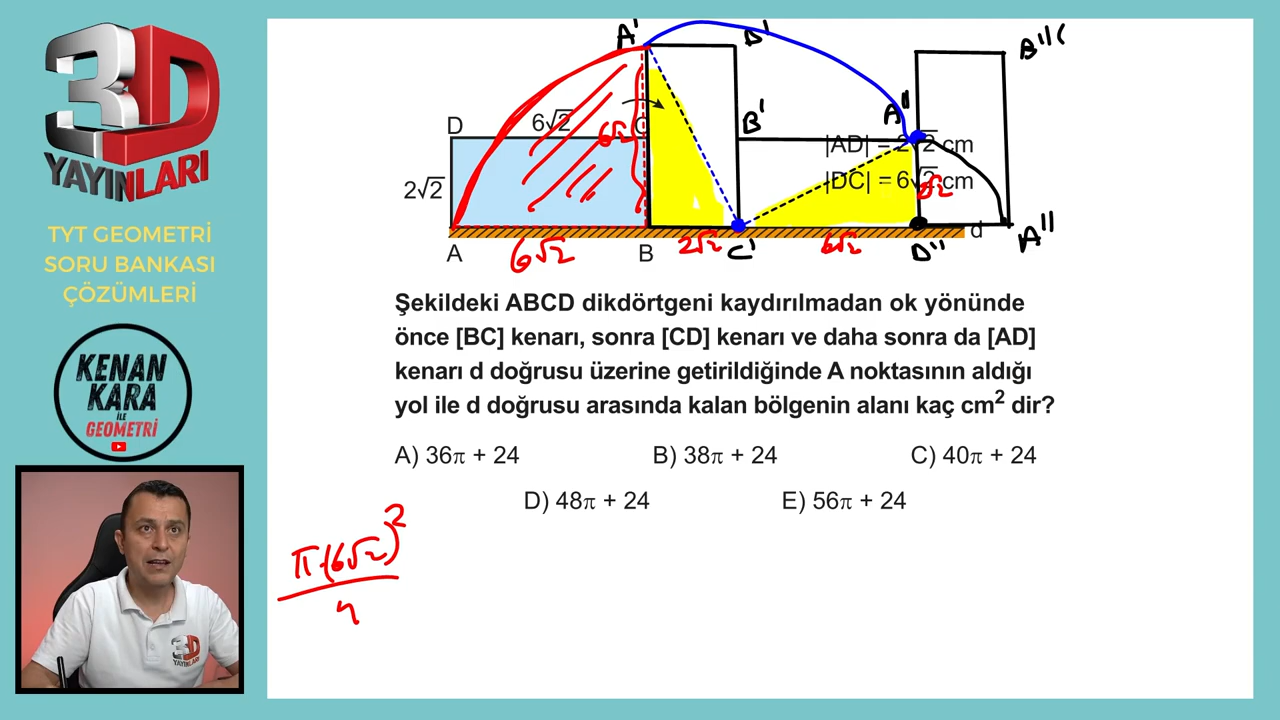 3D
YAYINLARI
TYT GEOMETRİ
SORU BANKASI
ÇÖZÜMLERİ
KENAN
KARA
İLE
GEOMETRİ
3D
YAYINLARI
A' D' B''
D 6√2 6√2 C B' A''
|AD| = 2√2 cm
2√2 |DC| = 6√2 cm
d
A 6√2 B 2√2 C' 6√2 D'' A''
Şekildeki ABCD dikdörtgeni kaydırılmadan ok yönünde
önce [BC] kenarı, sonra [CD] kenarı ve daha sonra da [AD]
kenarı d doğrusu üzerine getirildiğinde A noktasının aldığı
yol ile d doğrusu arasında kalan bölgenin alanı kaç cm² dir?
A) 36π + 24 B) 38π + 24 C) 40π + 24
D) 48π + 24 E) 56π + 24
π·(6√2)²
4